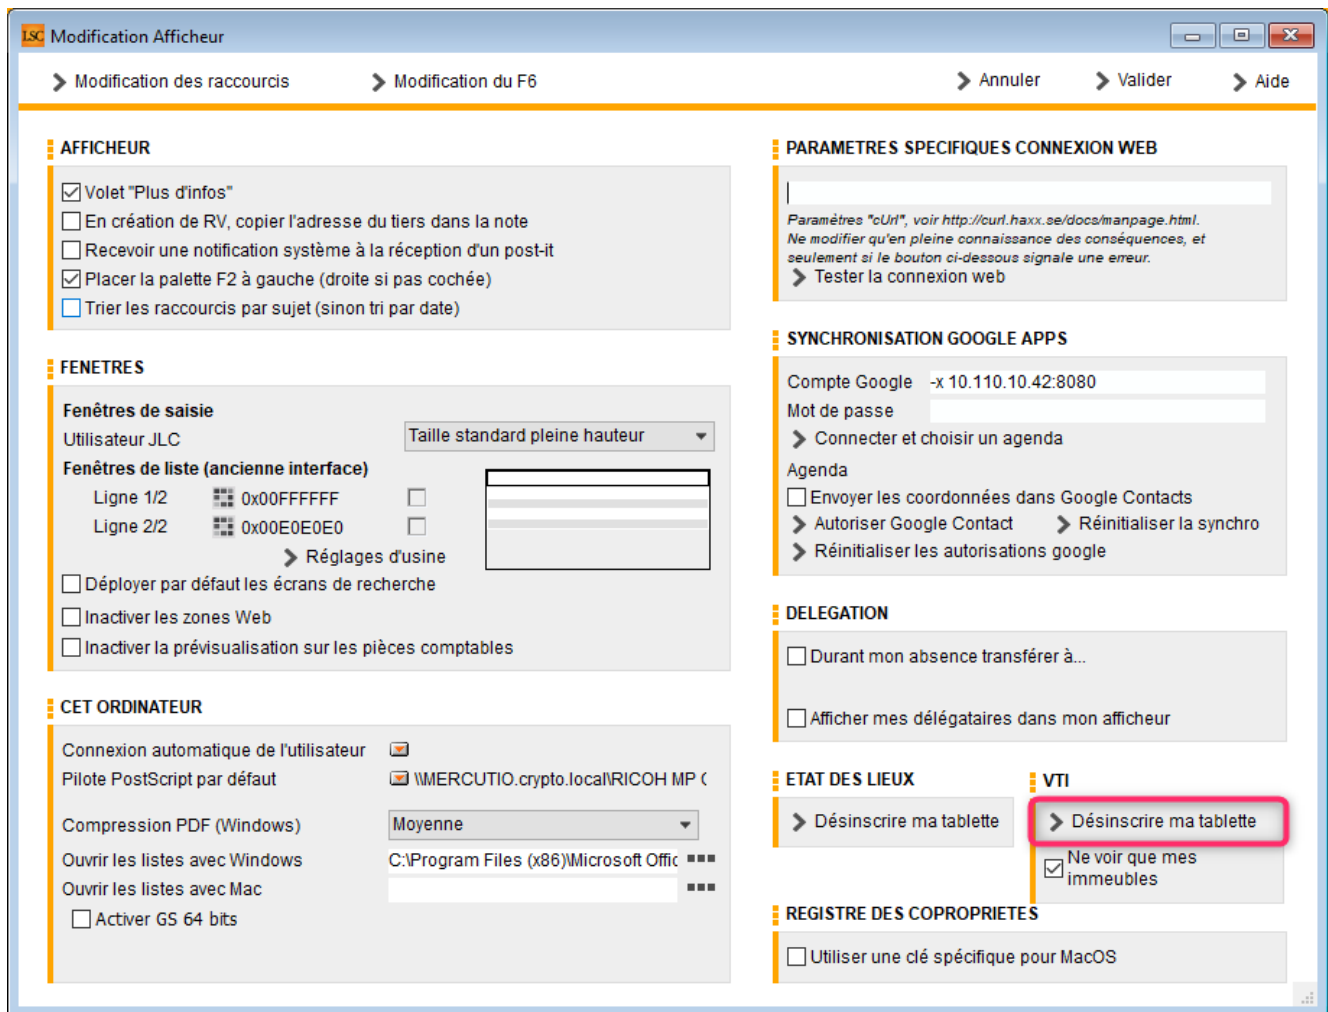 LSC Modification Afficheur
Modification des raccourcis
Modification du F6
Annuler
Valider
Aide
AFFICHEUR
Volet "Plus d'infos"
En création de RV, copier l'adresse du tiers dans la note
Recevoir une notification système à la réception d'un post-it
Placer la palette F2 à gauche (droite si pas cochée)
Trier les raccourcis par sujet (sinon tri par date)
FENETRES
Fenêtres de saisie
Utilisateur JLC
Taille standard pleine hauteur
Fenêtres de liste (ancienne interface)
Ligne 1/2 0x00FFFFFF
Ligne 2/2 0x00E0E0E0
Réglages d'usine
Déployer par défaut les écrans de recherche
Inactiver les zones Web
Inactiver la prévisualisation sur les pièces comptables
CET ORDINATEUR
Connexion automatique de l'utilisateur
Pilote PostScript par défaut \\MERCUTIO.crypto.local\RICOH MP C
Compression PDF (Windows) Moyenne
Ouvrir les listes avec Windows C:\Program Files (x86)\Microsoft Offic
Ouvrir les listes avec Mac
Activer GS 64 bits
PARAMETRES SPECIFIQUES CONNEXION WEB
Paramètres "cUrl", voir http://curl.haxx.se/docs/manpage.html.
Ne modifier qu'en pleine connaissance des conséquences, et
seulement si le bouton ci-dessous signale une erreur.
Tester la connexion web
SYNCHRONISATION GOOGLE APPS
Compte Google -x 10.110.10.42:8080
Mot de passe
Connecter et choisir un agenda
Agenda
Envoyer les coordonnées dans Google Contacts
Autoriser Google Contact
Réinitialiser la synchro
Réinitialiser les autorisations google
DELEGATION
Durant mon absence transférer à...
Afficher mes délégataires dans mon afficheur
ETAT DES LIEUX
Désinscrire ma tablette
VTI
Désinscrire ma tablette
Ne voir que mes
immeubles
REGISTRE DES COPROPRIETES
Utiliser une clé spécifique pour MacOS